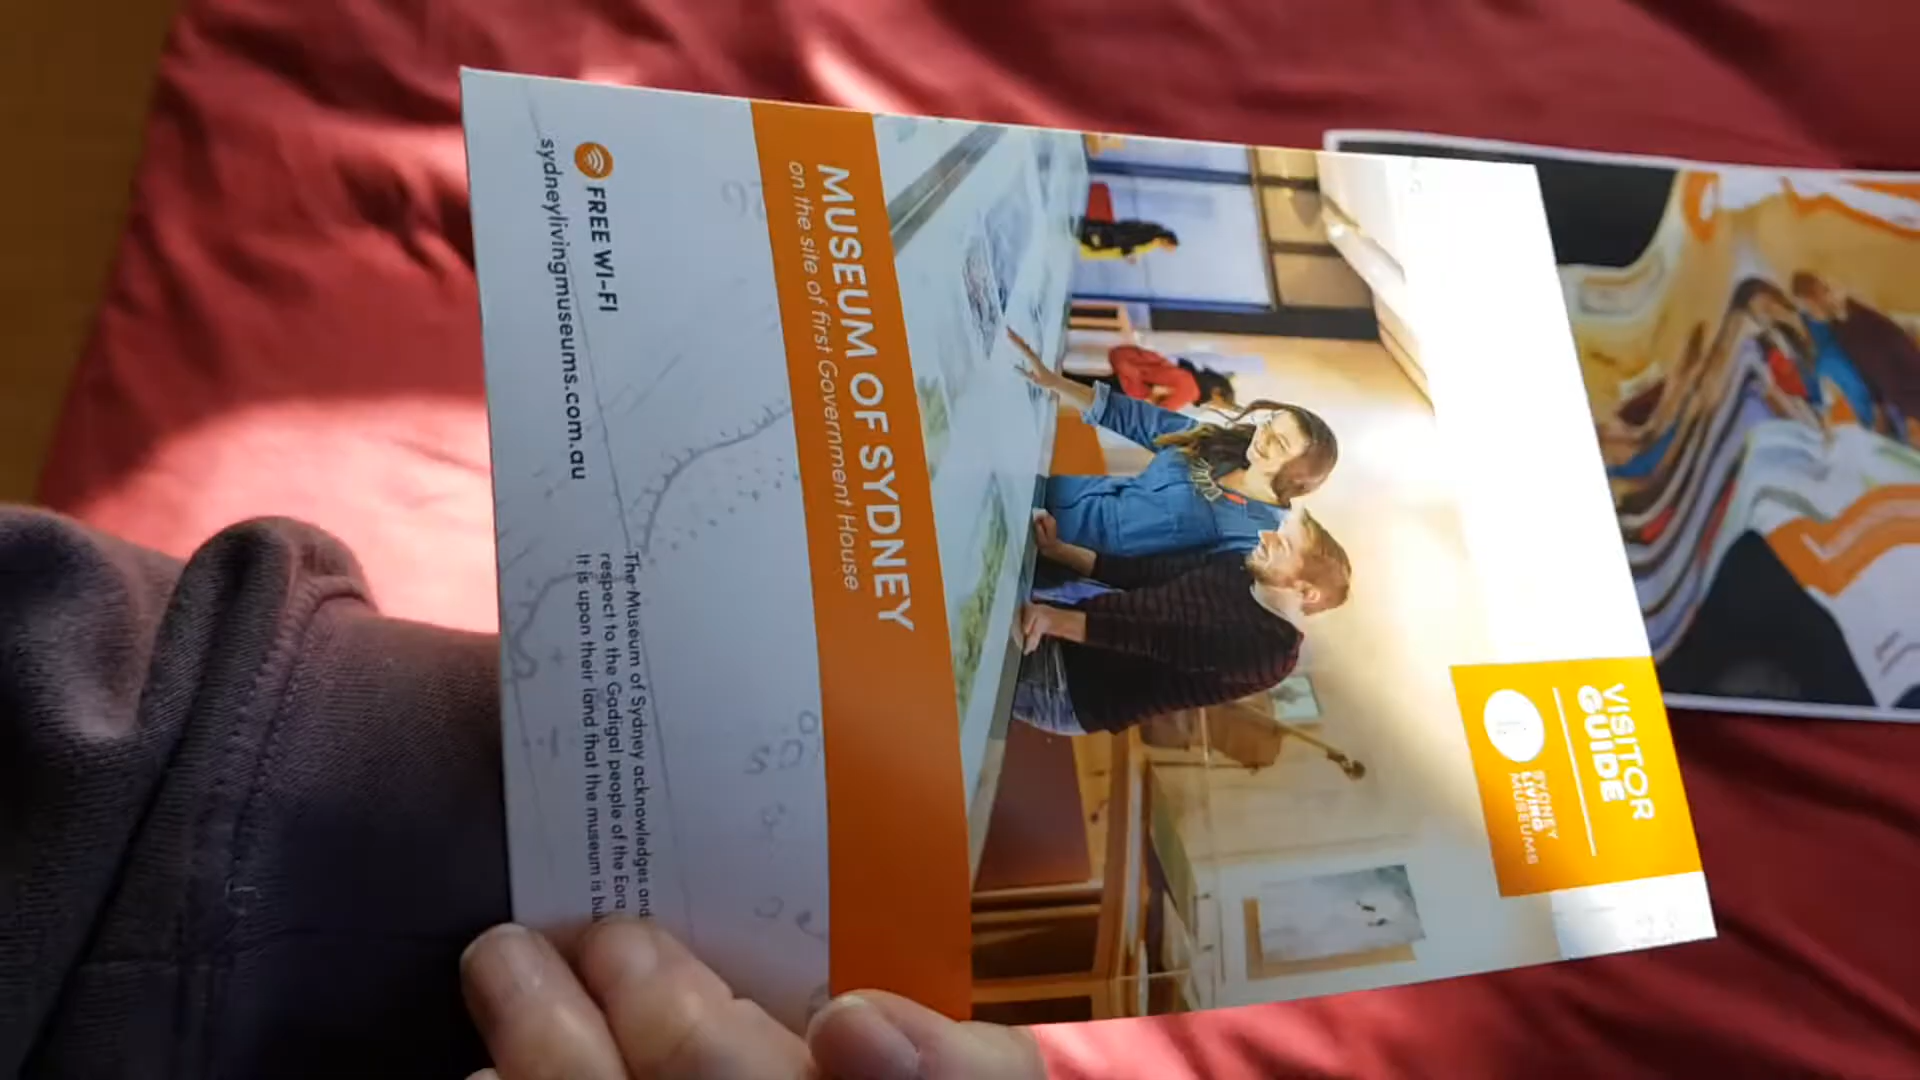 VISITOR
GUIDE
SYDNEY
LIVING
MUSEUMS
MUSEUM OF SYDNEY
on the site of first Government House
FREE WI-FI
sydneylivingmuseums.com.au
The Museum of Sydney acknowledges and
respect to the Gadigal people of the Eora
It is upon their land that the museum is